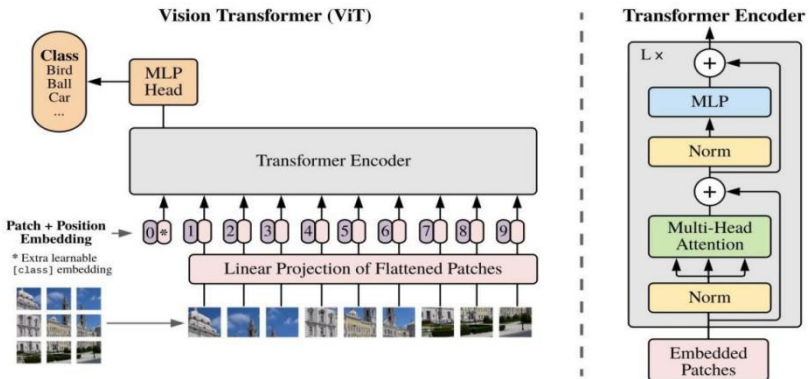 Vision Transformer (ViT)
Class
Bird
Ball
Car
...
MLP
Head
Transformer Encoder
Patch + Position
Embedding
0 * 1 2 3 4 5 6 7 8 9
* Extra learnable
[class] embedding
Linear Projection of Flattened Patches
Transformer Encoder
L x
+
MLP
Norm
+
Multi-Head
Attention
Norm
Embedded
Patches